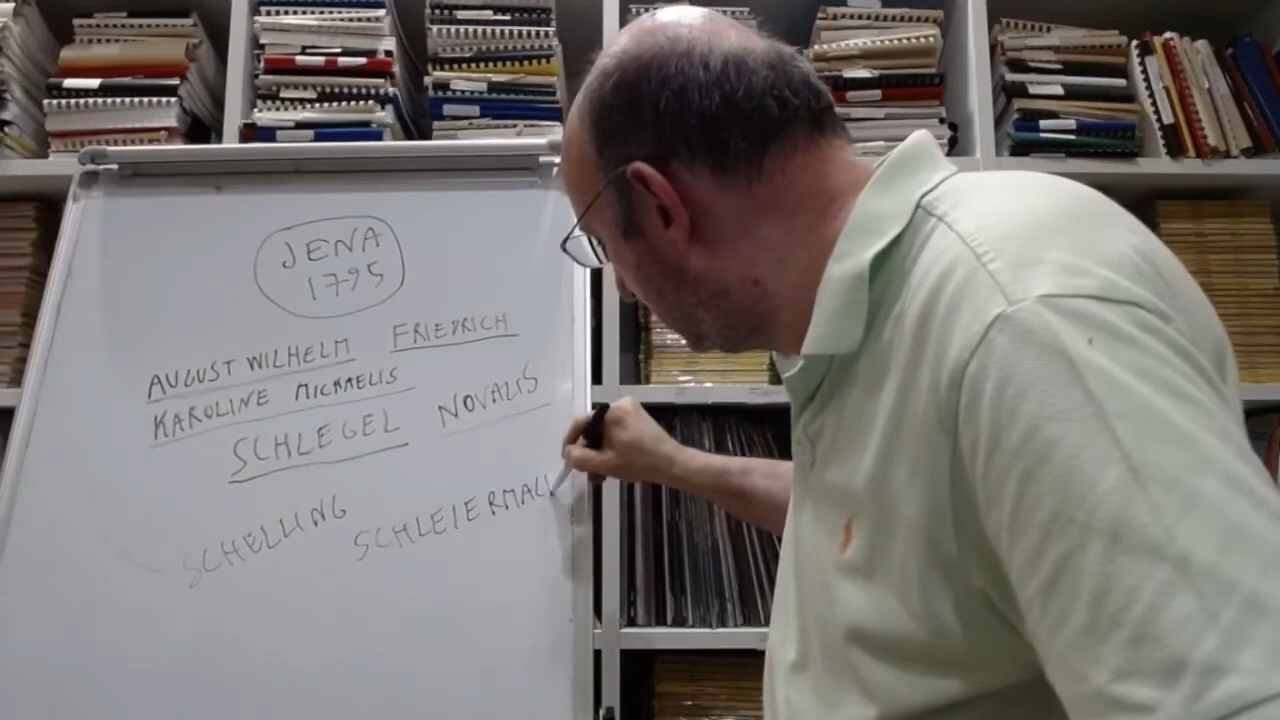 JENA
1795
AUGUST WILHELM FRIEDRICH
KAROLINE MICHAELIS
SCHLEGEL NOVALIS
SCHELLING SCHLEIERMAC